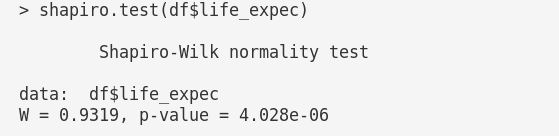 > shapiro.test(df$life_expec)
Shapiro-Wilk normality test
data:  df$life_expec
W = 0.9319, p-value = 4.028e-06